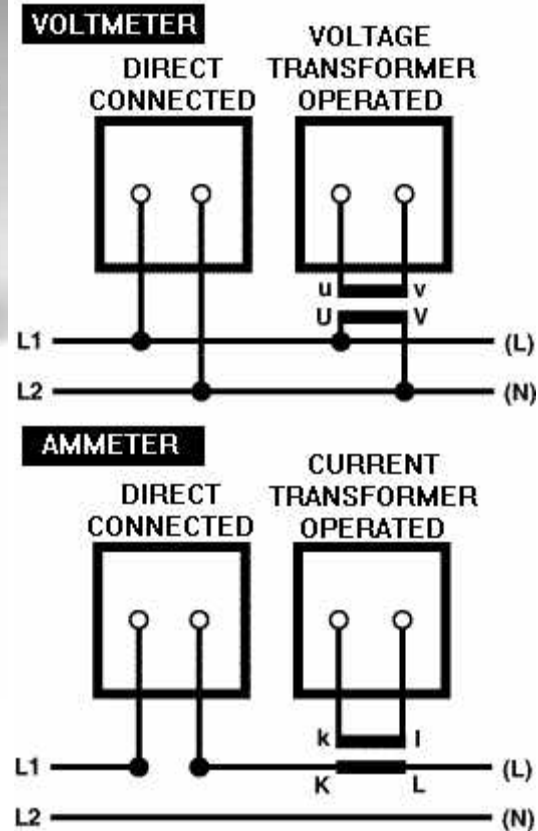 VOLTMETER
DIRECT
CONNECTED
VOLTAGE
TRANSFORMER
OPERATED
u v
U V
L1 (L)
L2 (N)
AMMETER
DIRECT
CONNECTED
CURRENT
TRANSFORMER
OPERATED
k l
L1 (L)
K L
L2 (N)